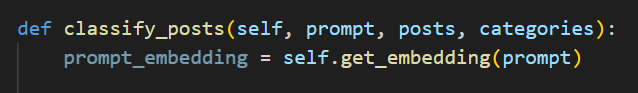 def classify_posts(self, prompt, posts, categories):
    prompt_embedding = self.get_embedding(prompt)